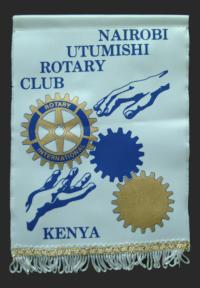 NAIROBI
UTUMISHI
ROTARY
CLUB
ROTARY
INTERNATIONAL
KENYA